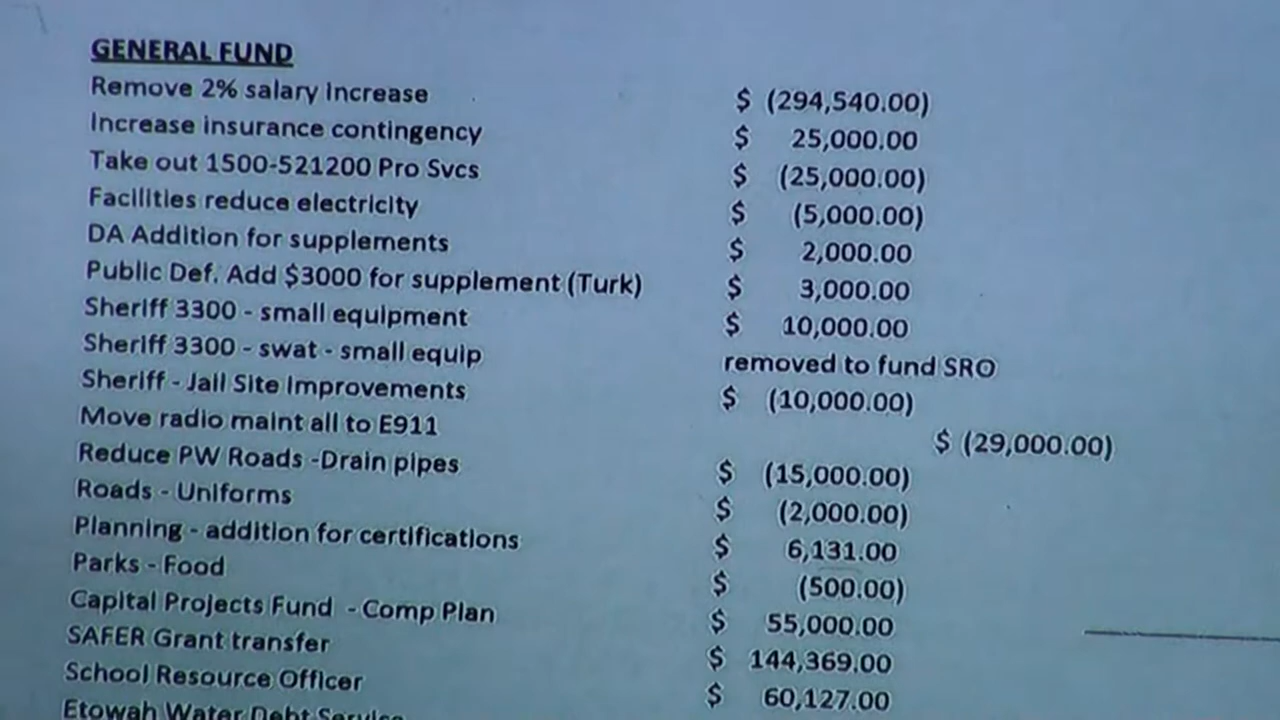 GENERAL FUND
Remove 2% salary increase $ (294,540.00)
Increase insurance contingency $ 25,000.00
Take out 1500-521200 Pro Svcs $ (25,000.00)
Facilities reduce electricity $ (5,000.00)
DA Addition for supplements $ 2,000.00
Public Def. Add $3000 for supplement (Turk) $ 3,000.00
Sheriff 3300 - small equipment $ 10,000.00
Sheriff 3300 - swat - small equip removed to fund SRO
Sheriff - Jail Site Improvements $ (10,000.00)
Move radio maint all to E911 $ (29,000.00)
Reduce PW Roads -Drain pipes $ (15,000.00)
Roads - Uniforms $ (2,000.00)
Planning - addition for certifications $ 6,131.00
Parks - Food $ (500.00)
Capital Projects Fund - Comp Plan $ 55,000.00
SAFER Grant transfer $ 144,369.00
School Resource Officer $ 60,127.00
Etowah Water Debt Service